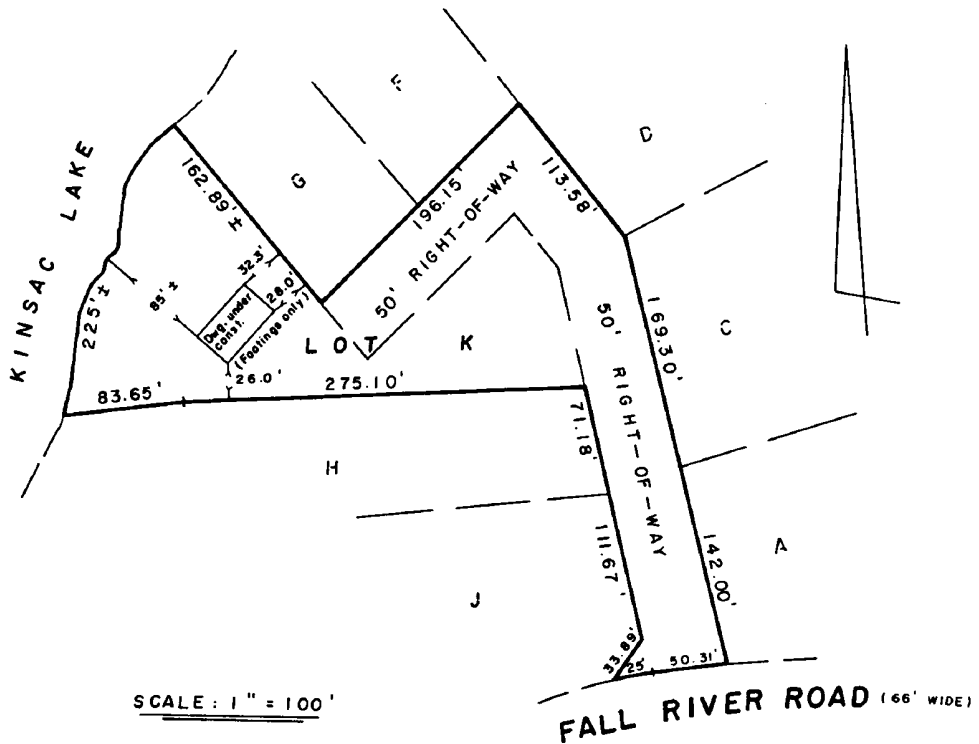 E
D
G
KINSAC LAKE
162.89' ±
196.15'
113.58'
50' RIGHT-OF-WAY
32.3'
28.0'
225' ±
85' ±
Dwg. under
const.
(Footings only)
LOT K
50' RIGHT-OF-WAY
169.30'
C
26.0'
83.65'
275.10'
71.18'
H
111.67'
142.00'
A
J
33.89'
25'
50.31'
SCALE: 1" = 100'
FALL RIVER ROAD (66' WIDE)